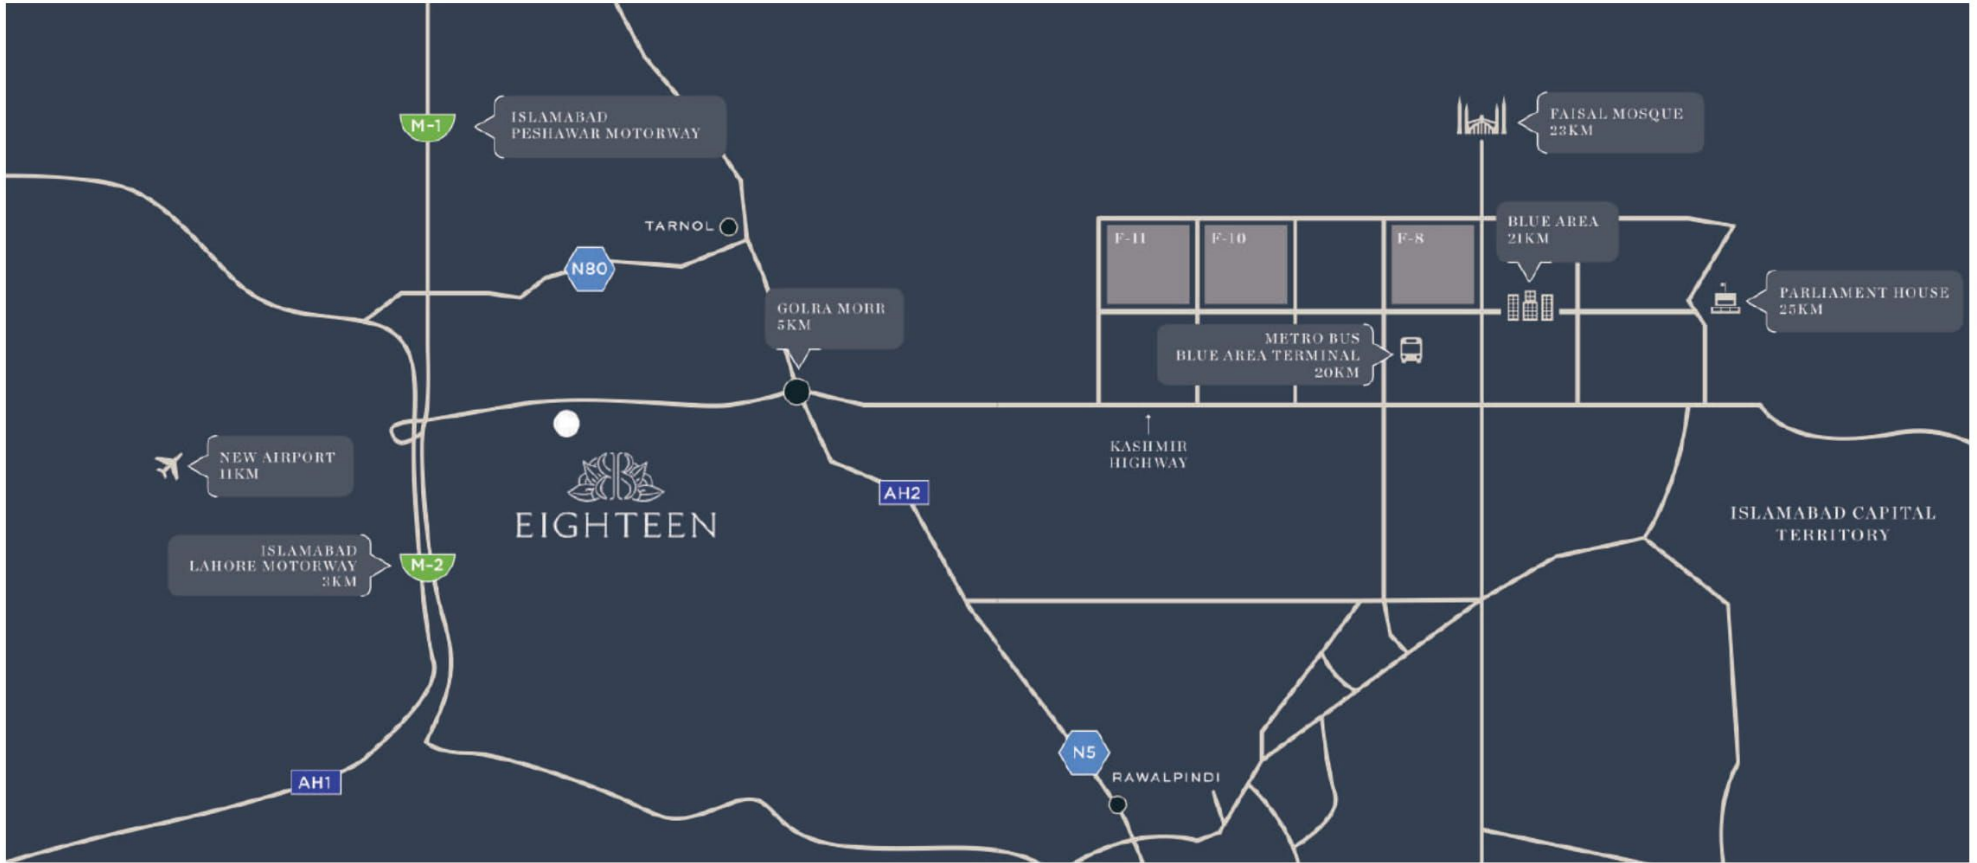 M-1
ISLAMABAD
PESHAWAR MOTORWAY
FAISAL MOSQUE
23KM
TARNOL
N80
F-11
F-10
F-8
BLUE AREA
21KM
GOLRA MORR
5KM
PARLIAMENT HOUSE
25KM
METRO BUS
BLUE AREA TERMINAL
20KM
KASHMIR
HIGHWAY
NEW AIRPORT
11KM
EIGHTEEN
AH2
ISLAMABAD CAPITAL
TERRITORY
ISLAMABAD
LAHORE MOTORWAY
3KM
M-2
N5
RAWALPINDI
AH1